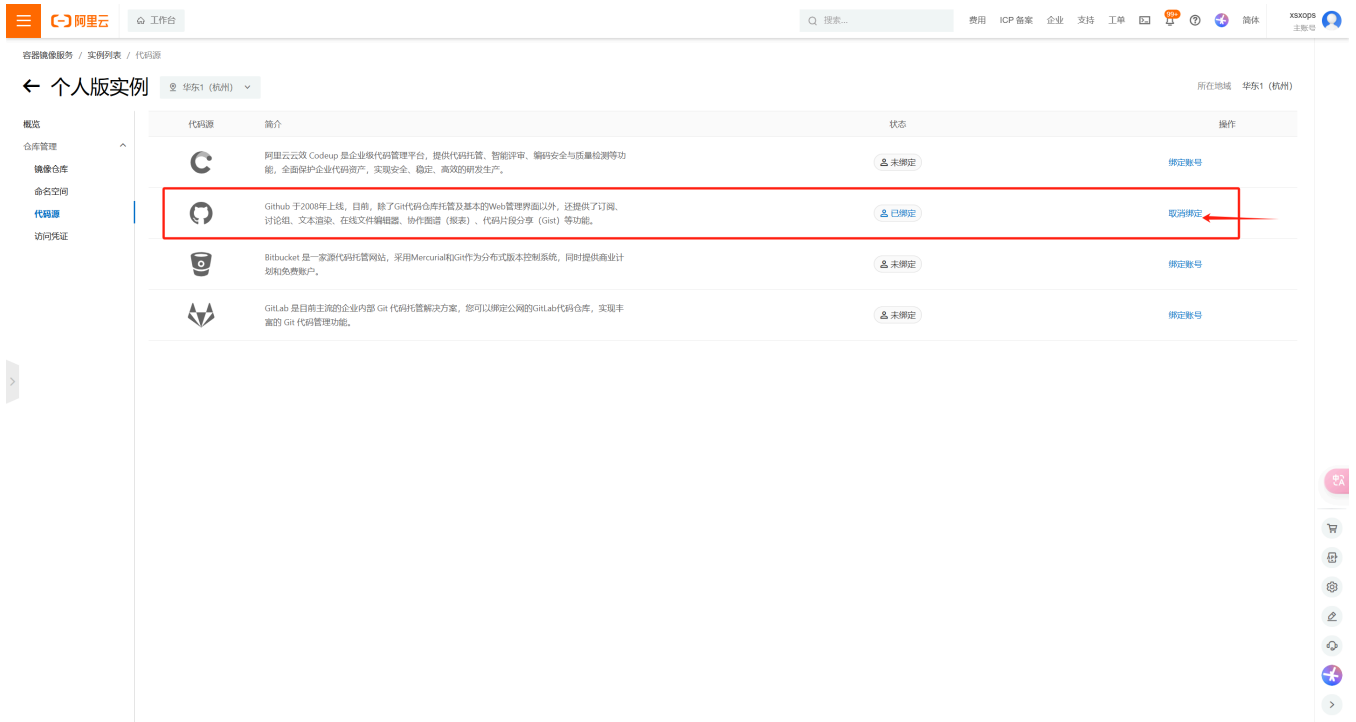 阿里云
工作台
搜索...
费用
ICP 备案
企业
支持
工单
99+
简体
xsxops
主账号
容器镜像服务 / 实例列表 / 代码源
个人版实例
华东1（杭州）
所在地域 华东1（杭州）
概览
仓库管理
镜像仓库
命名空间
代码源
访问凭证
代码源 简介 状态 操作
阿里云云效 Codeup 是企业级代码管理平台，提供代码托管、智能评审、编码安全与质量检测等功
能，全面保护企业代码资产，实现安全、稳定、高效的研发生产。
未绑定
绑定账号
Github 于2008年上线，目前，除了Git代码仓库托管及基本的Web管理界面以外，还提供了订阅、
讨论组、文本渲染、在线文件编辑器、协作图谱（报表）、代码片段分享（Gist）等功能。
已绑定
取消绑定
Bitbucket 是一家源代码托管网站，采用Mercurial和Git作为分布式版本控制系统，同时提供商业计
划和免费账户。
未绑定
绑定账号
GitLab 是目前主流的企业内部 Git 代码托管解决方案，您可以绑定公网的GitLab代码仓库，实现丰
富的 Git 代码管理功能。
未绑定
绑定账号